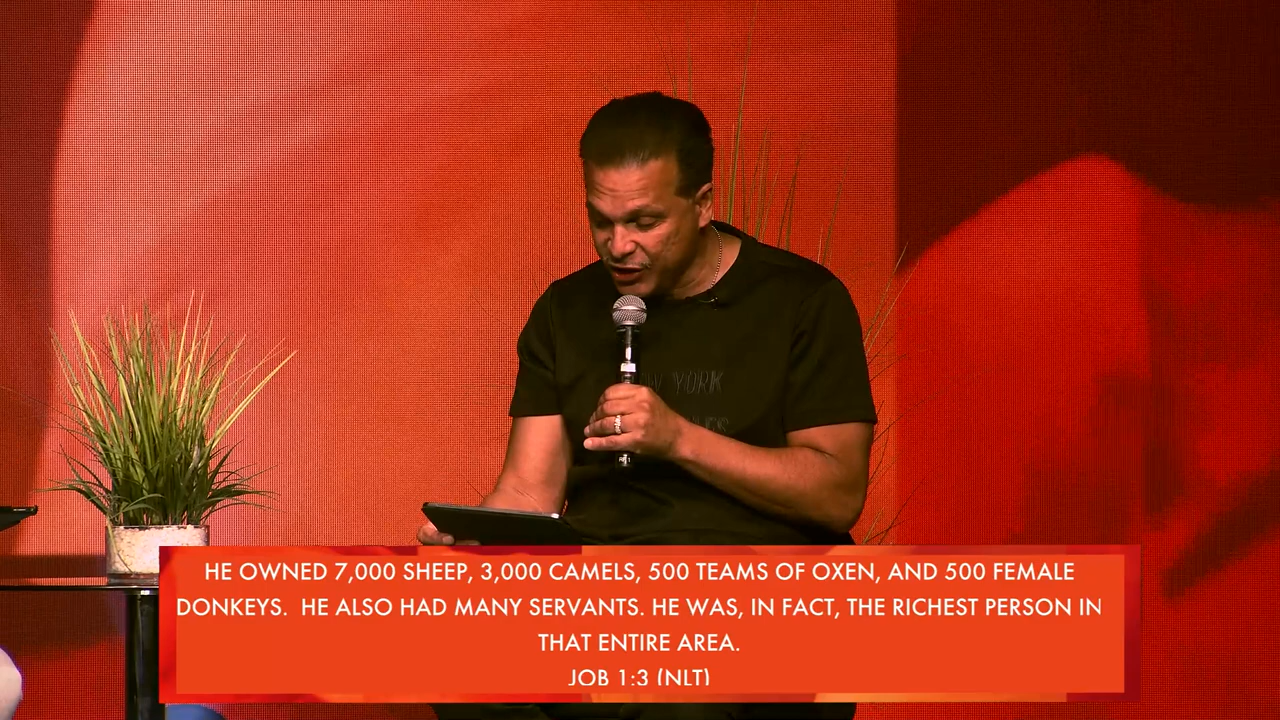 YORK
HE OWNED 7,000 SHEEP, 3,000 CAMELS, 500 TEAMS OF OXEN, AND 500 FEMALE
DONKEYS.  HE ALSO HAD MANY SERVANTS. HE WAS, IN FACT, THE RICHEST PERSON IN
THAT ENTIRE AREA.
JOB 1:3 (NLT)